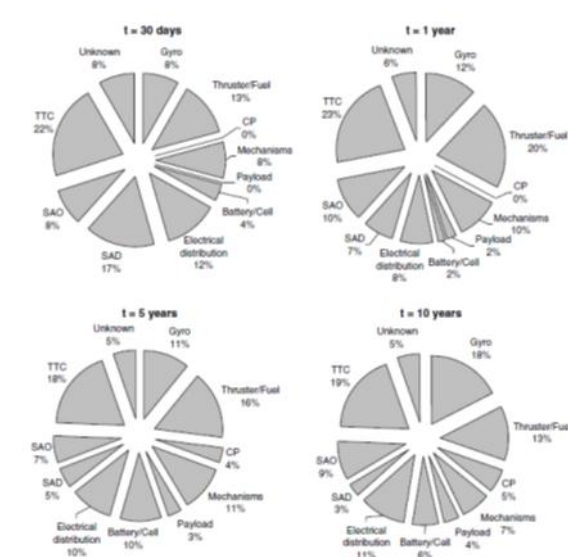 t = 30 days
Unknown
8%
Gyro
8%
Thruster/Fuel
13%
CP
0%
Mechanisms
8%
Payload
0%
Battery/Cell
4%
Electrical
distribution
12%
SAD
17%
SAO
8%
TTC
22%
t = 1 year
Unknown
6%
Gyro
12%
Thruster/Fuel
20%
CP
0%
Mechanisms
10%
Payload
2%
Battery/Cell
2%
Electrical
distribution
8%
SAD
7%
SAO
10%
TTC
23%
t = 5 years
Unknown
5%
Gyro
11%
Thruster/Fuel
16%
CP
4%
Mechanisms
11%
Payload
3%
Battery/Cell
10%
Electrical
distribution
10%
SAD
5%
SAO
7%
TTC
18%
t = 10 years
Unknown
5%
Gyro
18%
Thruster/Fue
13%
CP
5%
Mechanisms
7%
Payload
4%
Battery/Cell
6%
Electrical
distribution
11%
SAD
3%
SAO
9%
TTC
19%